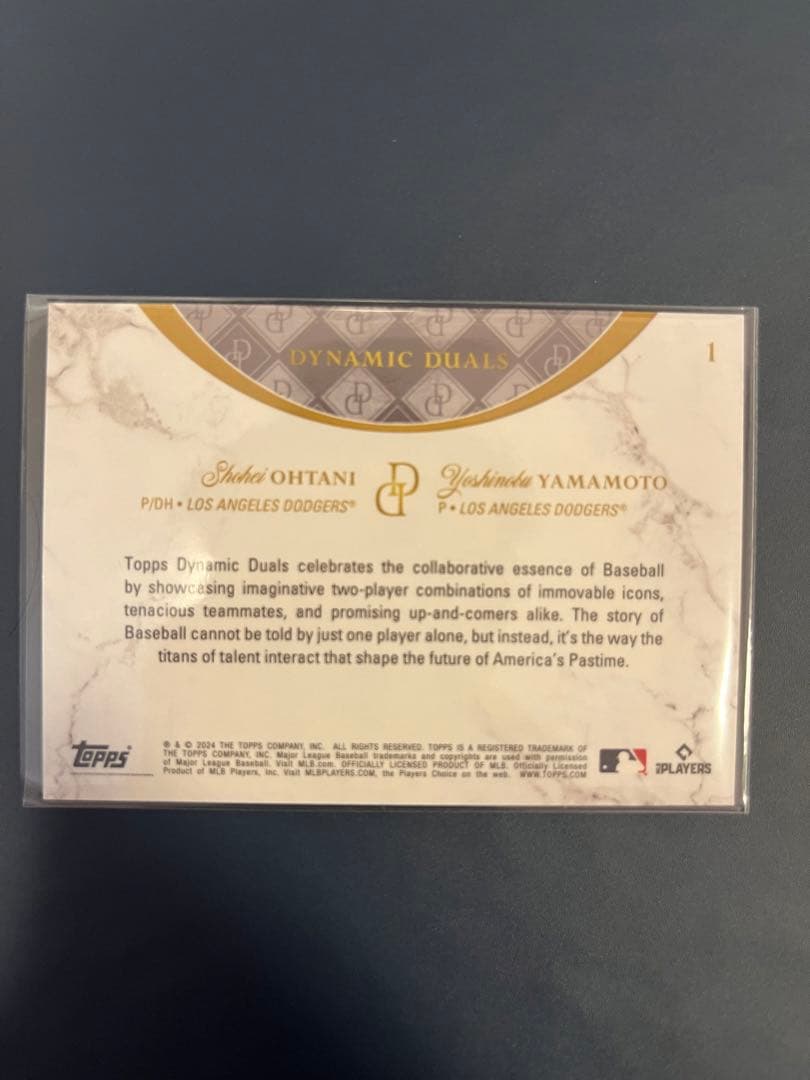 DYNAMIC DUALS
1
Shohei OHTANI
P/DH • LOS ANGELES DODGERS®
DD
Yoshinobu YAMAMOTO
P • LOS ANGELES DODGERS®
Topps Dynamic Duals celebrates the collaborative essence of Baseball
by showcasing imaginative two-player combinations of immovable icons,
tenacious teammates, and promising up-and-comers alike. The story of
Baseball cannot be told by just one player alone, but instead, it's the way the
titans of talent interact that shape the future of America's Pastime.
topps®
® & © 2024 THE TOPPS COMPANY, INC. ALL RIGHTS RESERVED. TOPPS IS A REGISTERED TRADEMARK OF
THE TOPPS COMPANY, INC. Major League Baseball trademarks and copyrights are used with permission
of Major League Baseball. Visit MLB.com. OFFICIALLY LICENSED PRODUCT OF MLB. Officially Licensed
Product of MLB Players, Inc. Visit MLBPLAYERS.COM, the Players Choice on the web. WWW.TOPPS.COM
MLBPLAYERS